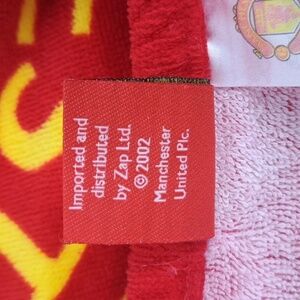 Imported and
distributed
by Zap Ltd.
©2002
Manchester
United Plc.